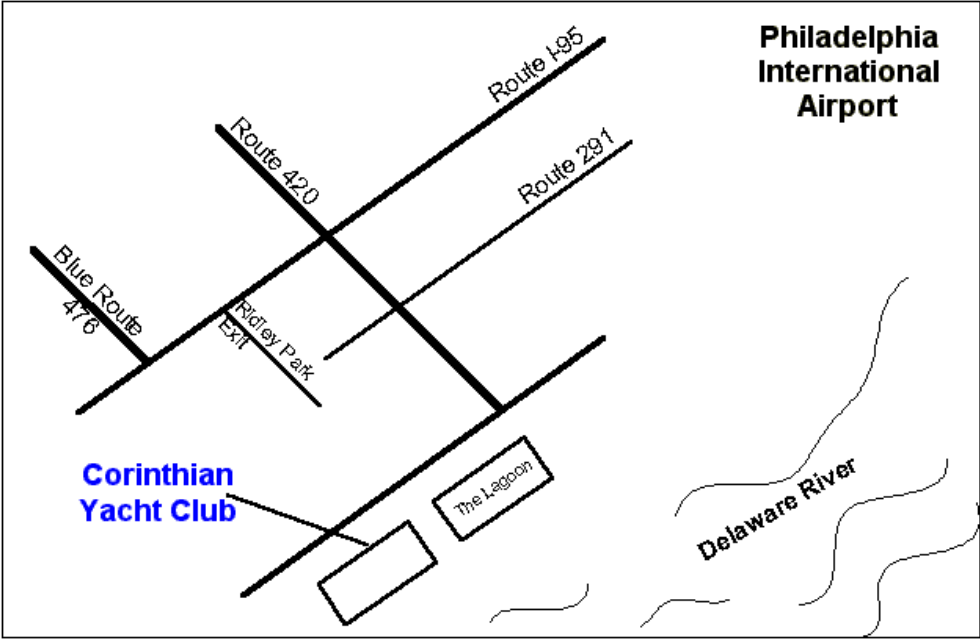 Philadelphia
International
Airport
Route I-95
Route 420
Route 291
Blue Route
476
Ridley Park
Exit
Corinthian
Yacht Club
The Lagoon
Delaware River